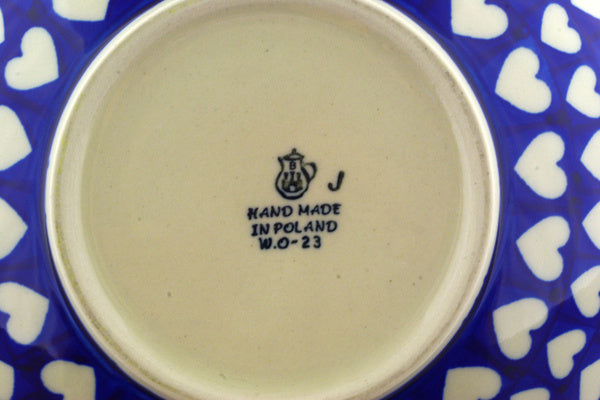 B
J
HAND MADE
IN POLAND
W.O-23